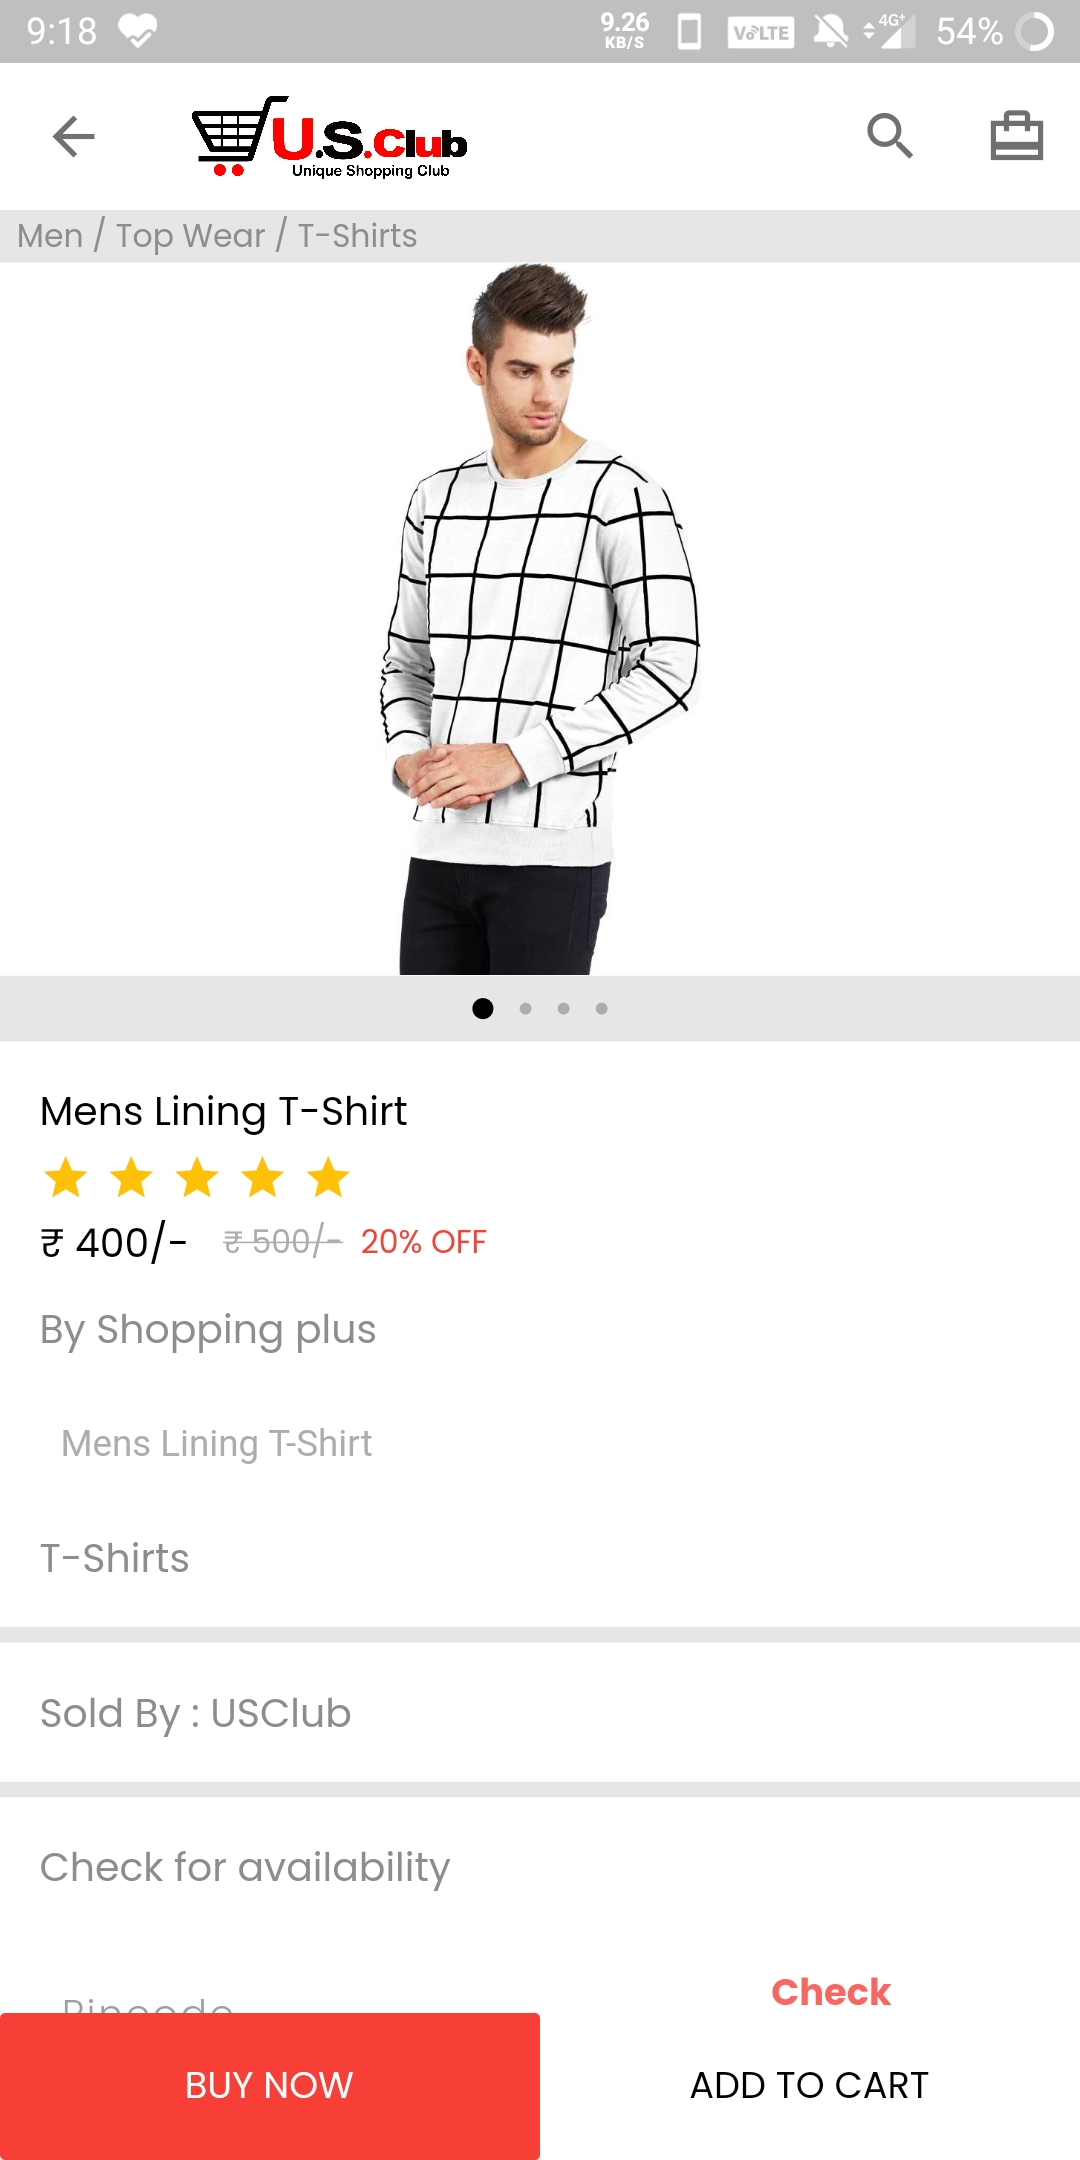 9:18 9.26 KB/S VoLTE 4G+ 54%
U.S.Club
Unique Shopping Club
Men / Top Wear / T-Shirts
Mens Lining T-Shirt
₹ 400/- ₹ 500/- 20% OFF
By Shopping plus
Mens Lining T-Shirt
T-Shirts
Sold By : USClub
Check for availability
Pincode Check
BUY NOW ADD TO CART